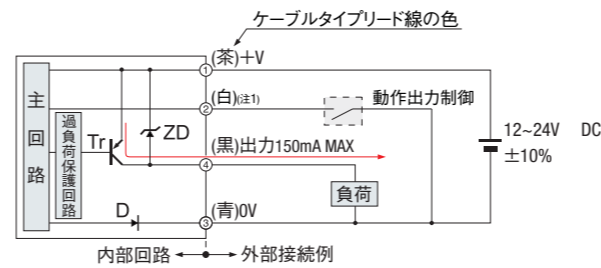 ケーブルタイプリード線の色
(茶)+V
①
(白)(注1)
②
動作出力制御
主回路
過負荷保護回路
Tr
ZD
(黒)出力150mA MAX
④
12~24V DC
±10%
負荷
D
(青)0V
③
内部回路
外部接続例